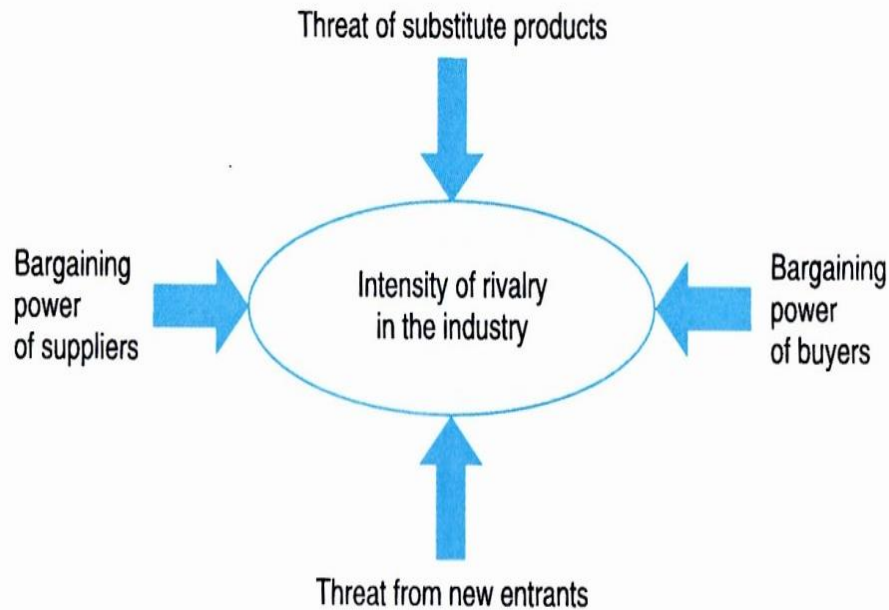 Threat of substitute products
Bargaining
power
of suppliers
Intensity of rivalry
in the industry
Bargaining
power
of buyers
Threat from new entrants